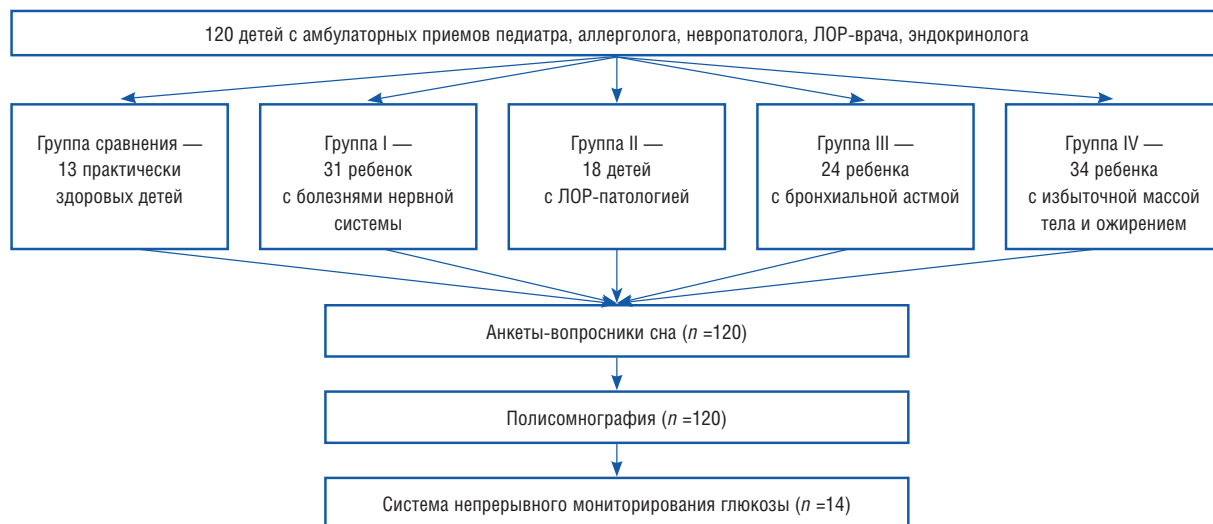 120 детей с амбулаторных приемов педиатра, аллерголога, невропатолога, ЛОР-врача, эндокринолога
Группа сравнения —
13 практически
здоровых детей
Группа I —
31 ребенок
с болезнями нервной
системы
Группа II —
18 детей
с ЛОР-патологией
Группа III —
24 ребенка
с бронхиальной астмой
Группа IV —
34 ребенка
с избыточной массой
тела и ожирением
Анкеты-вопросники сна (n =120)
Полисомнография (n =120)
Система непрерывного мониторирования глюкозы (n =14)